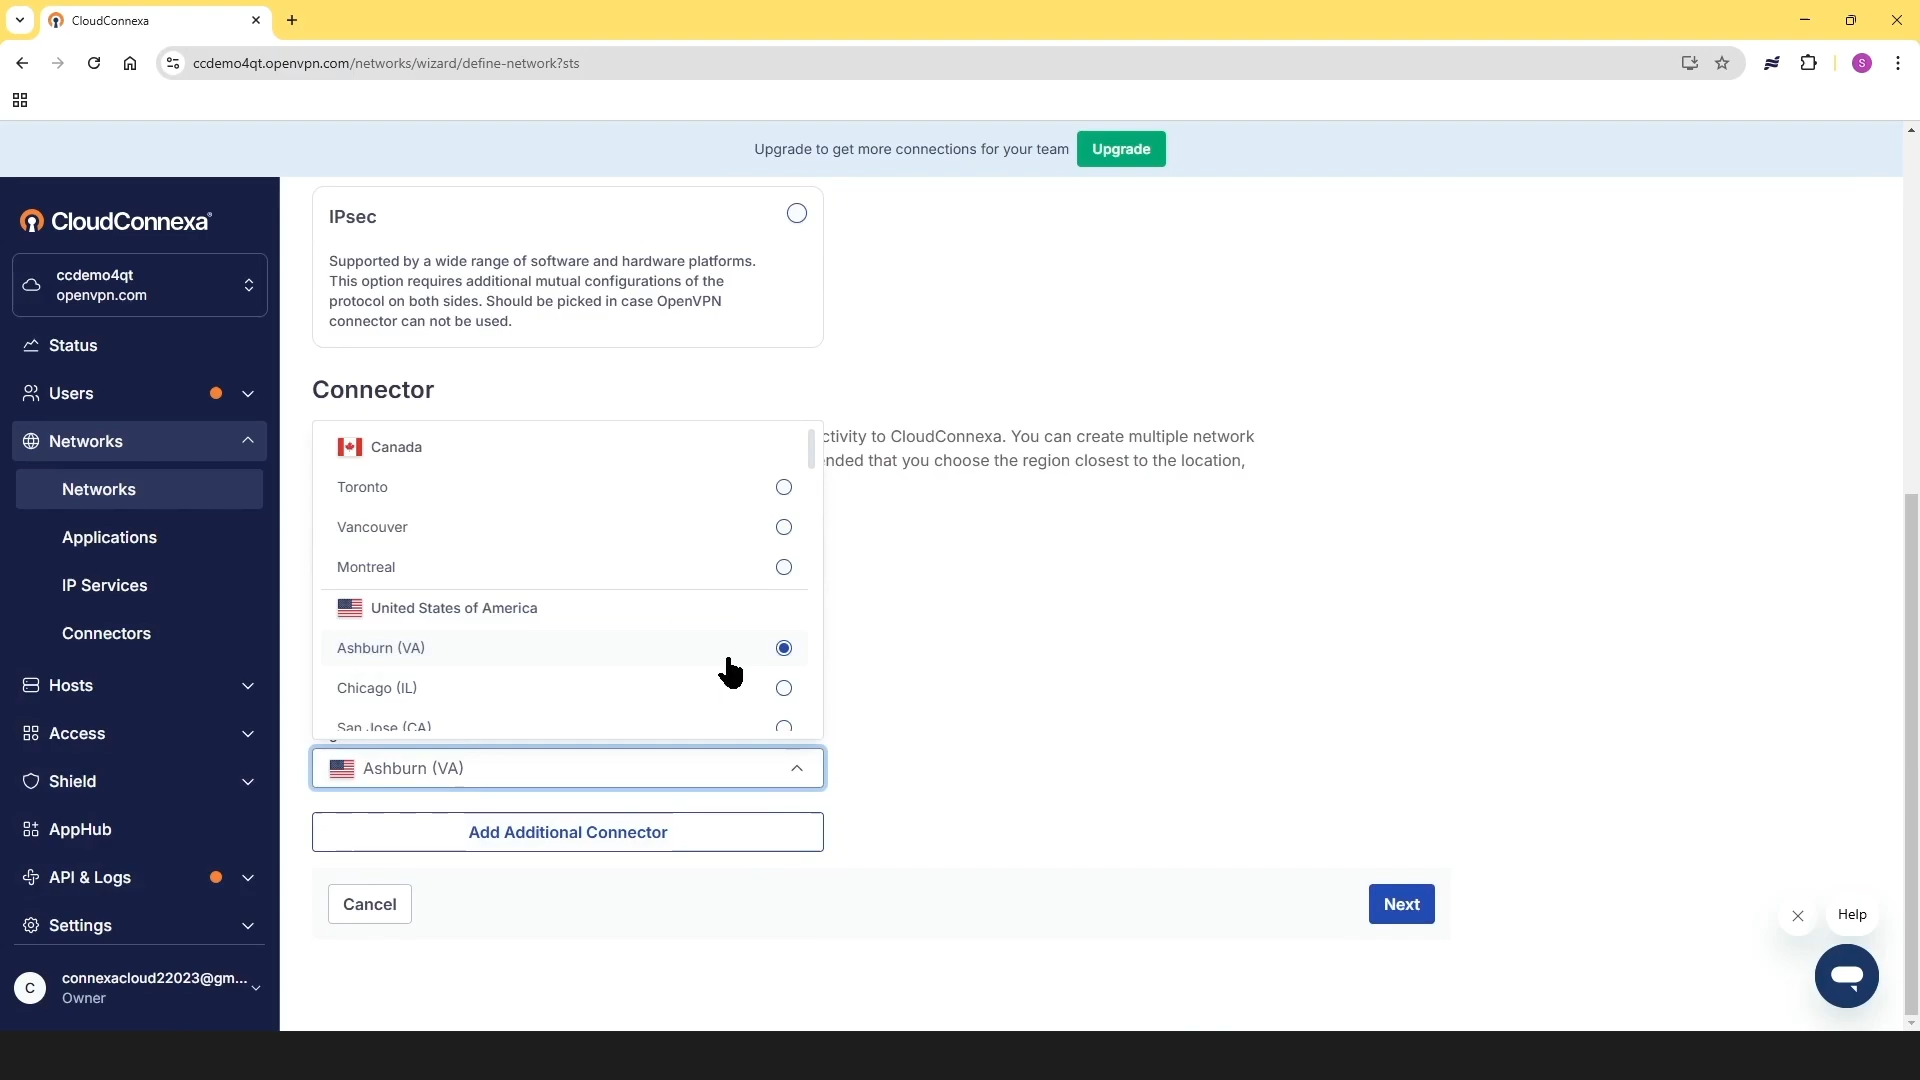 CloudConnexa
ccdemo4qt.openvpn.com/networks/wizard/define-network?sts
S
Upgrade to get more connections for your team
Upgrade
CloudConnexa®
ccdemo4qt
openvpn.com
Status
Users
Networks
Networks
Applications
IP Services
Connectors
Hosts
Access
Shield
AppHub
API & Logs
Settings
C
connexacloud22023@gm...
Owner
IPsec
Supported by a wide range of software and hardware platforms.
This option requires additional mutual configurations of the
protocol on both sides. Should be picked in case OpenVPN
connector can not be used.
Connector
ctivity to CloudConnexa. You can create multiple network
ended that you choose the region closest to the location,
Canada
Toronto
Vancouver
Montreal
United States of America
Ashburn (VA)
Chicago (IL)
San Jose (CA)
Ashburn (VA)
Add Additional Connector
Cancel
Next
Help